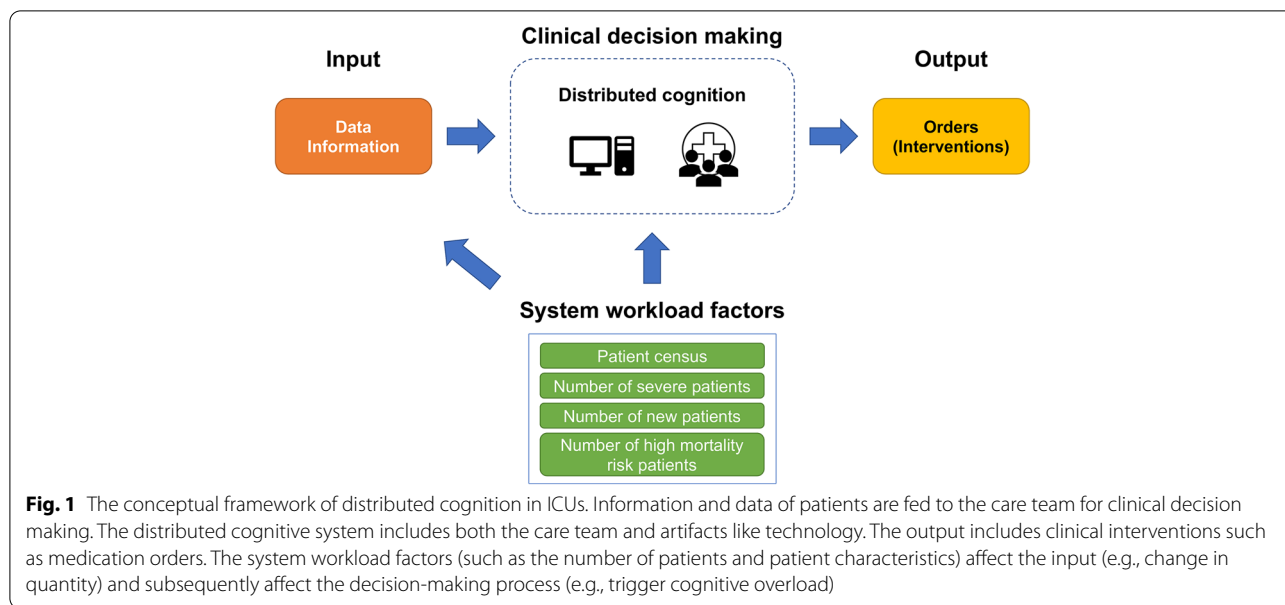 Clinical decision making
Input
Output
Distributed cognition
Data
Information
Orders
(Interventions)
System workload factors
Patient census
Number of severe patients
Number of new patients
Number of high mortality
risk patients
Fig. 1 The conceptual framework of distributed cognition in ICUs. Information and data of patients are fed to the care team for clinical decision
making. The distributed cognitive system includes both the care team and artifacts like technology. The output includes clinical interventions such
as medication orders. The system workload factors (such as the number of patients and patient characteristics) affect the input (e.g., change in
quantity) and subsequently affect the decision-making process (e.g., trigger cognitive overload)